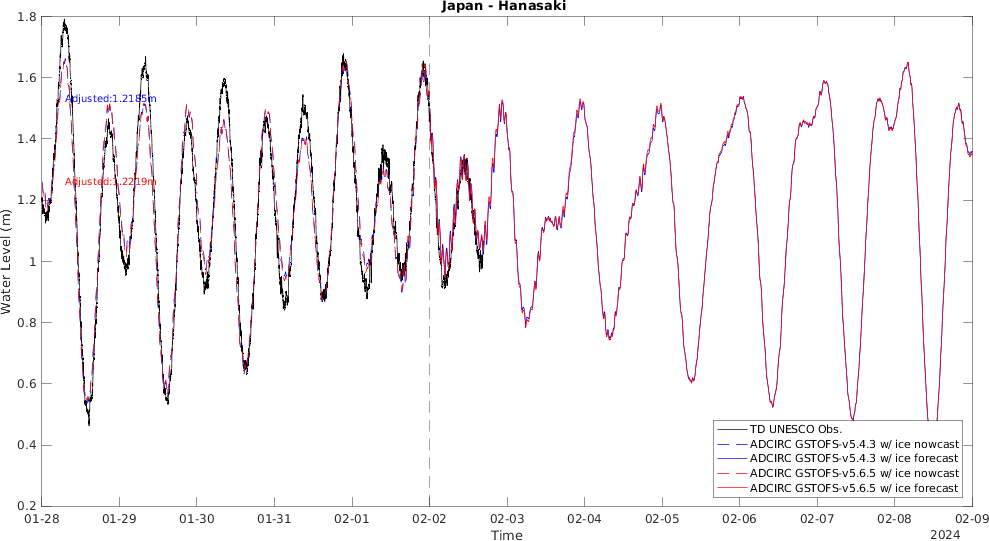 Japan - Hanasaki
1.8
1.6
1.4
1.2
1
0.8
0.6
0.4
0.2
Water Level (m)
Adjusted:1.2185m
Adjusted:1.2219m
TD UNESCO Obs.
ADCIRC GSTOFS-v5.4.3 w/ ice nowcast
ADCIRC GSTOFS-v5.4.3 w/ ice forecast
ADCIRC GSTOFS-v5.6.5 w/ ice nowcast
ADCIRC GSTOFS-v5.6.5 w/ ice forecast
01-28 01-29 01-30 01-31 02-01 02-02 02-03 02-04 02-05 02-06 02-07 02-08 02-09
Time
2024